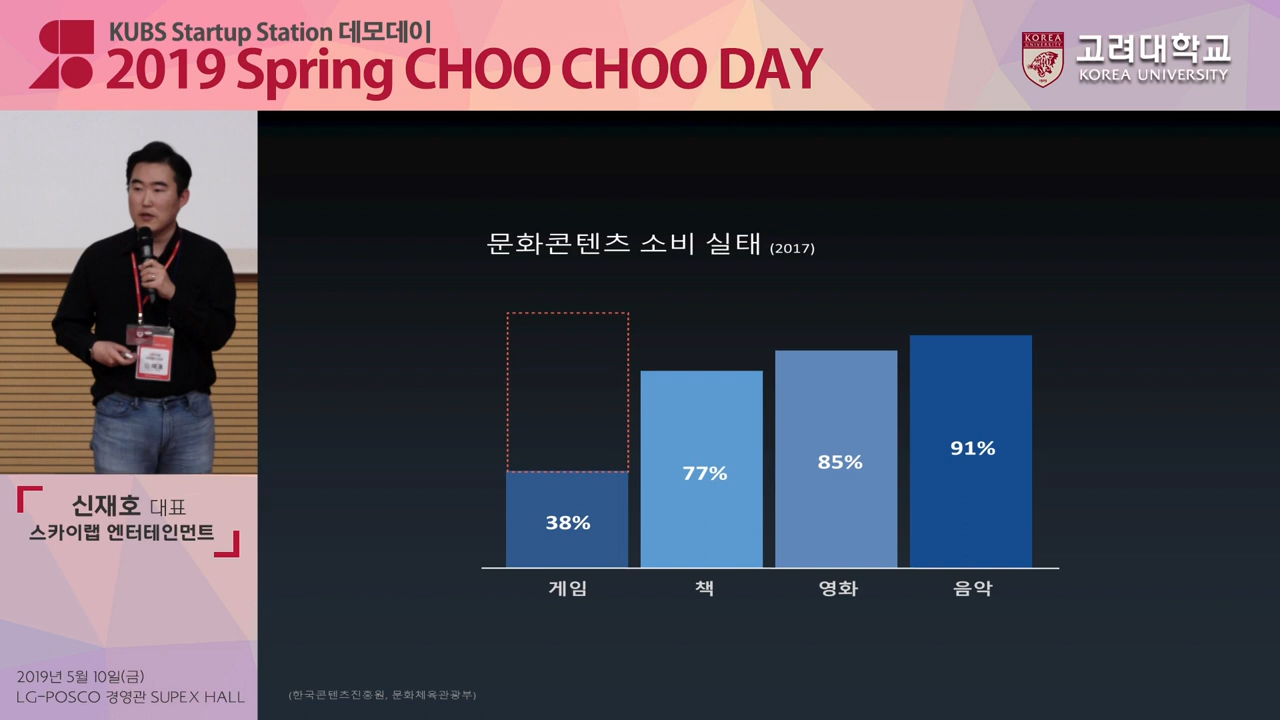 KUBS Startup Station 데모데이
2019 Spring CHOO CHOO DAY
KOREA
UNIVERSITY
고려대학교
KOREA UNIVERSITY
문화콘텐츠 소비 실태 (2017)
38%
77%
85%
91%
게임
책
영화
음악
(한국콘텐츠진흥원, 문화체육관광부)
신재호 대표
스카이랩 엔터테인먼트
2019년 5월 10일(금)
LG-POSCO 경영관 SUPEX HALL